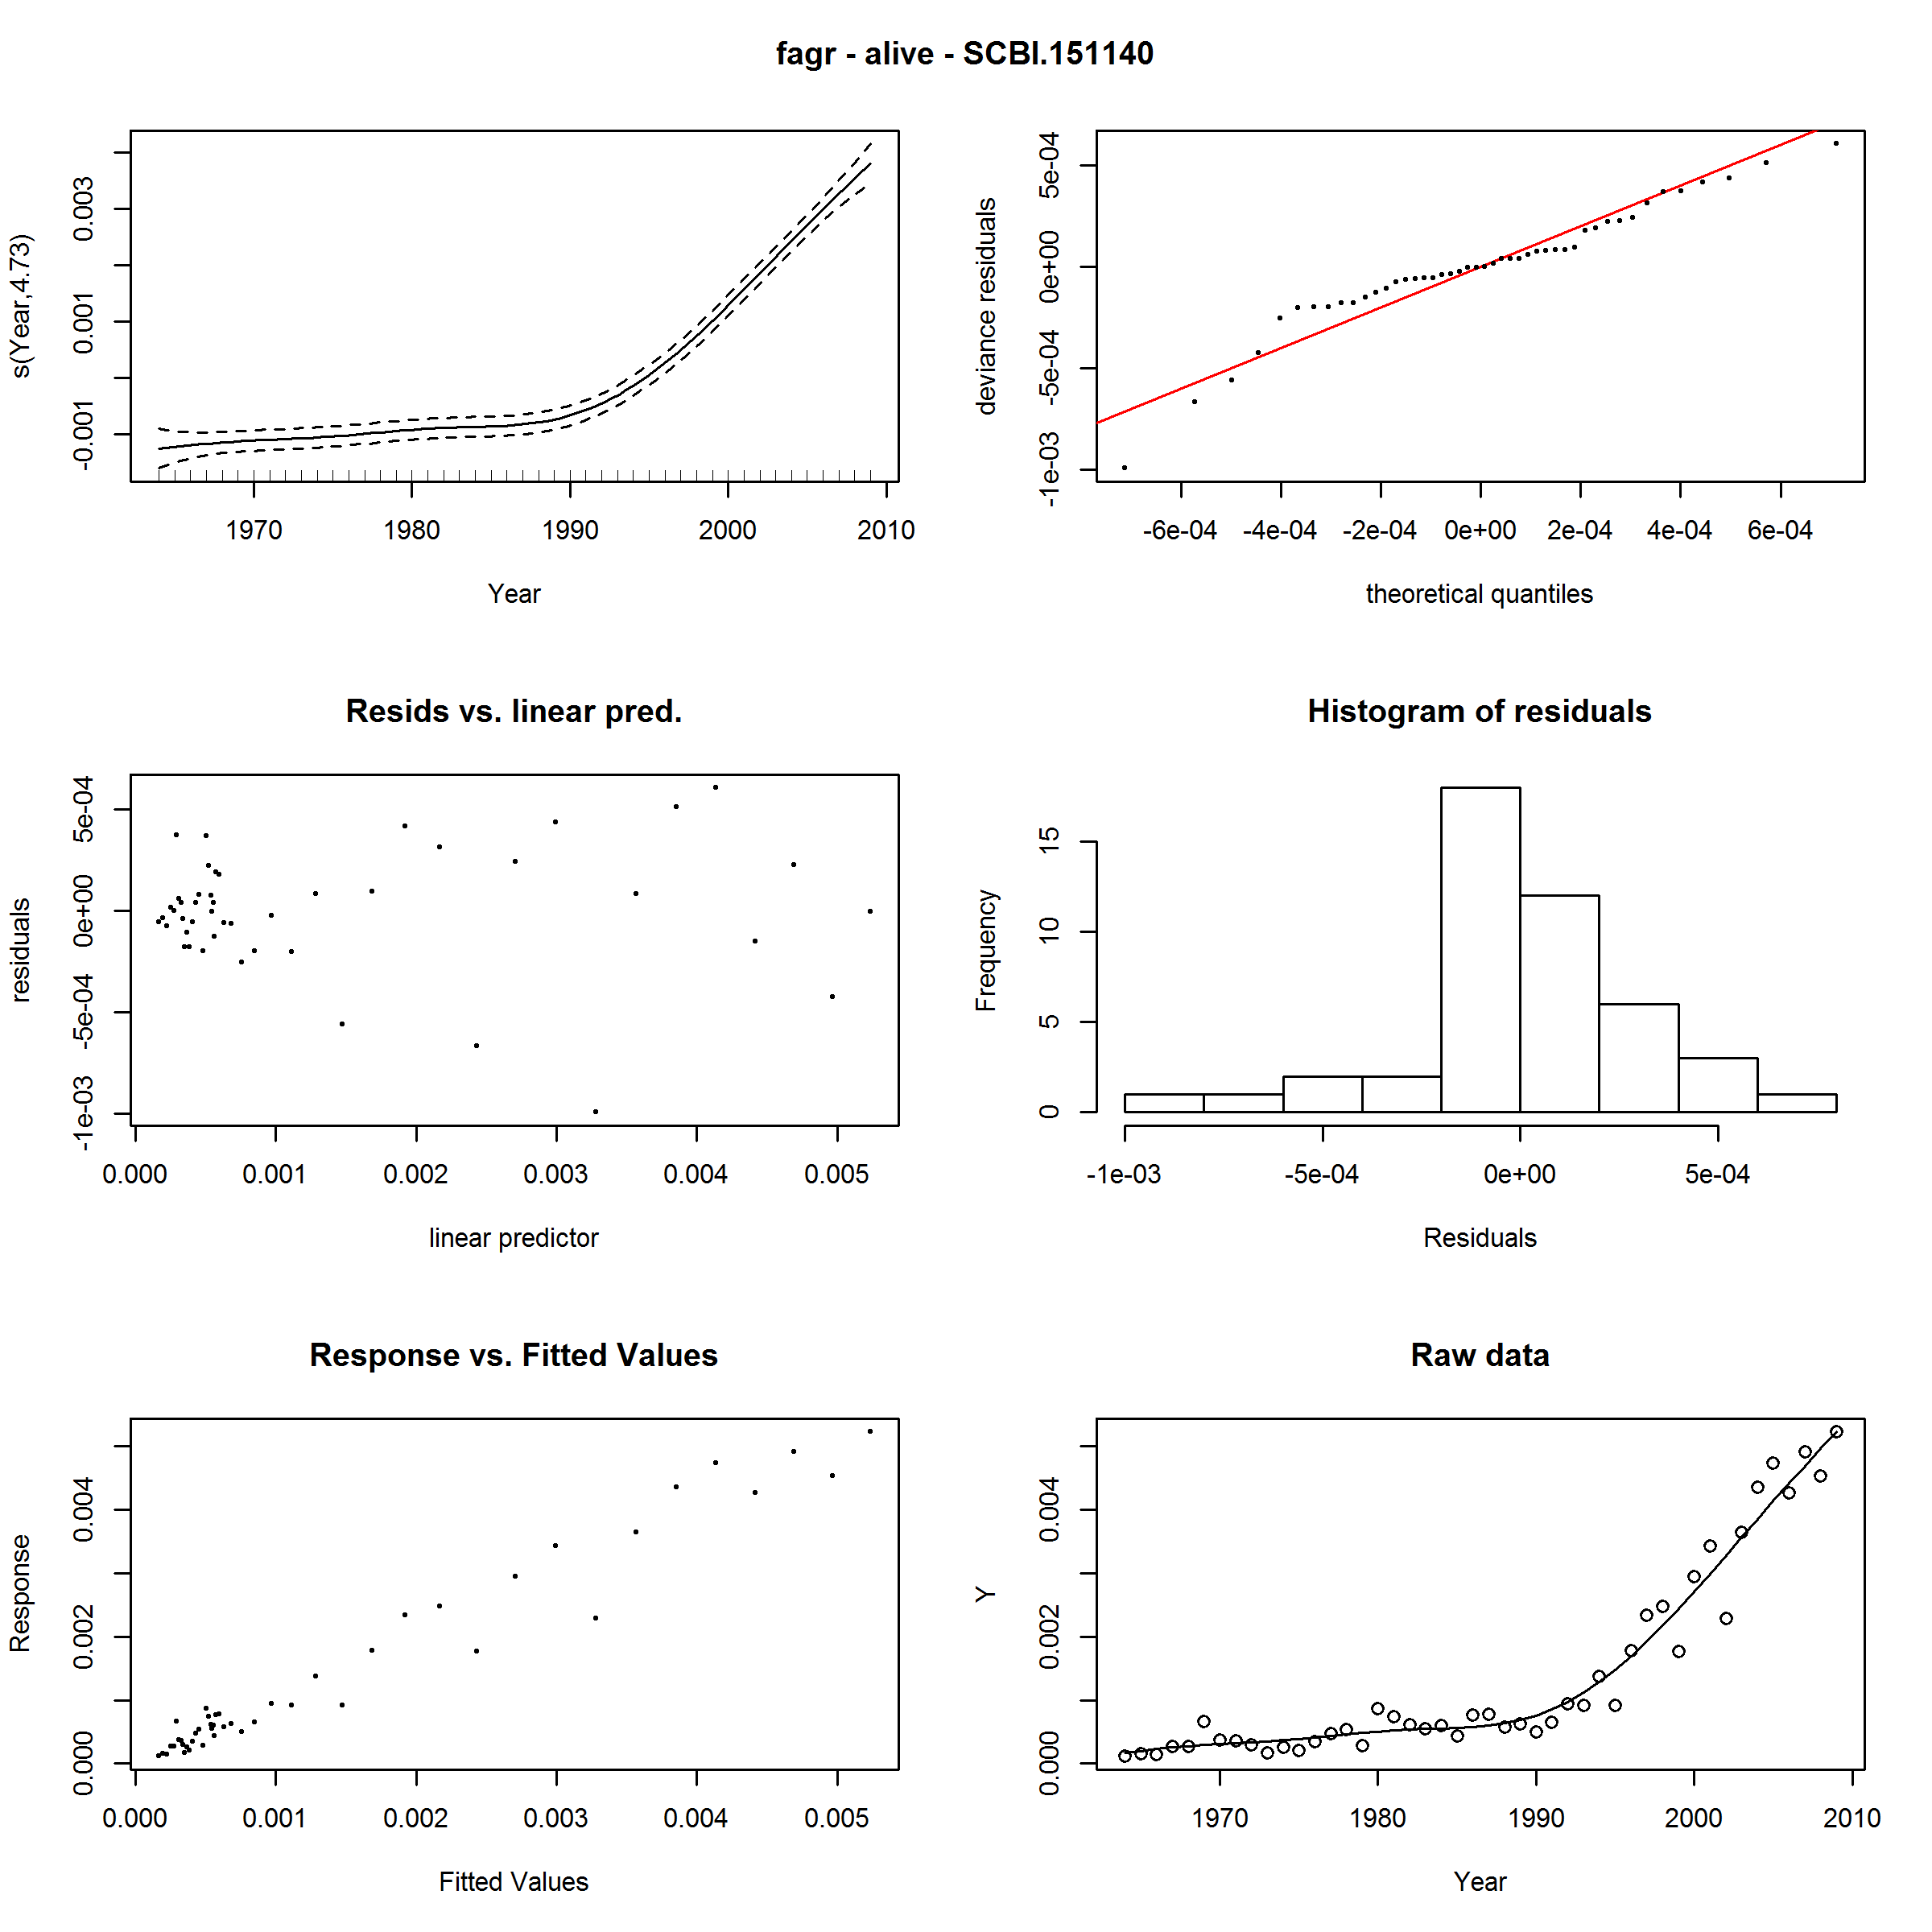 fagr - alive - SCBI.151140
s(Year,4.73)
-0.001 0.001 0.003
1970 1980 1990 2000 2010
Year
deviance residuals
-1e-03 -5e-04 0e+00 5e-04
-6e-04 -4e-04 -2e-04 0e+00 2e-04 4e-04 6e-04
theoretical quantiles
Resids vs. linear pred.
residuals
-1e-03 -5e-04 0e+00 5e-04
0.000 0.001 0.002 0.003 0.004 0.005
linear predictor
Histogram of residuals
Frequency
0 5 10 15
-1e-03 -5e-04 0e+00 5e-04
Residuals
Response vs. Fitted Values
Response
0.000 0.002 0.004
0.000 0.001 0.002 0.003 0.004 0.005
Fitted Values
Raw data
Y
0.000 0.002 0.004
1970 1980 1990 2000 2010
Year